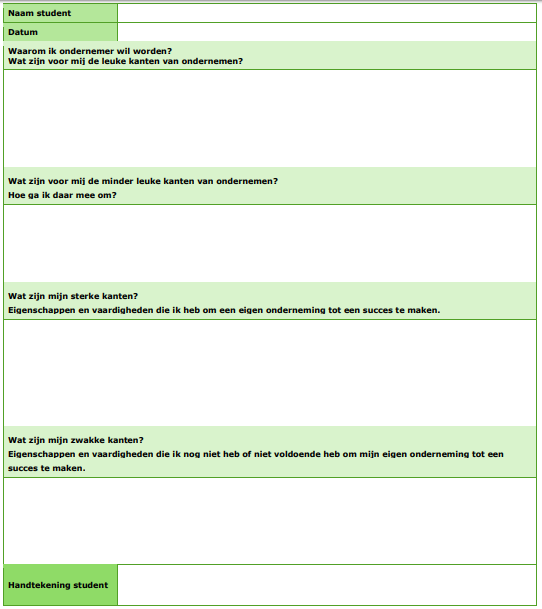 Naam student
Datum
Waarom ik ondernemer wil worden?
Wat zijn voor mij de leuke kanten van ondernemen?
Wat zijn voor mij de minder leuke kanten van ondernemen?
Hoe ga ik daar mee om?
Wat zijn mijn sterke kanten?
Eigenschappen en vaardigheden die ik heb om een eigen onderneming tot een succes te maken.
Wat zijn mijn zwakke kanten?
Eigenschappen en vaardigheden die ik nog niet heb of niet voldoende heb om mijn eigen onderneming tot een
succes te maken.
Handtekening student